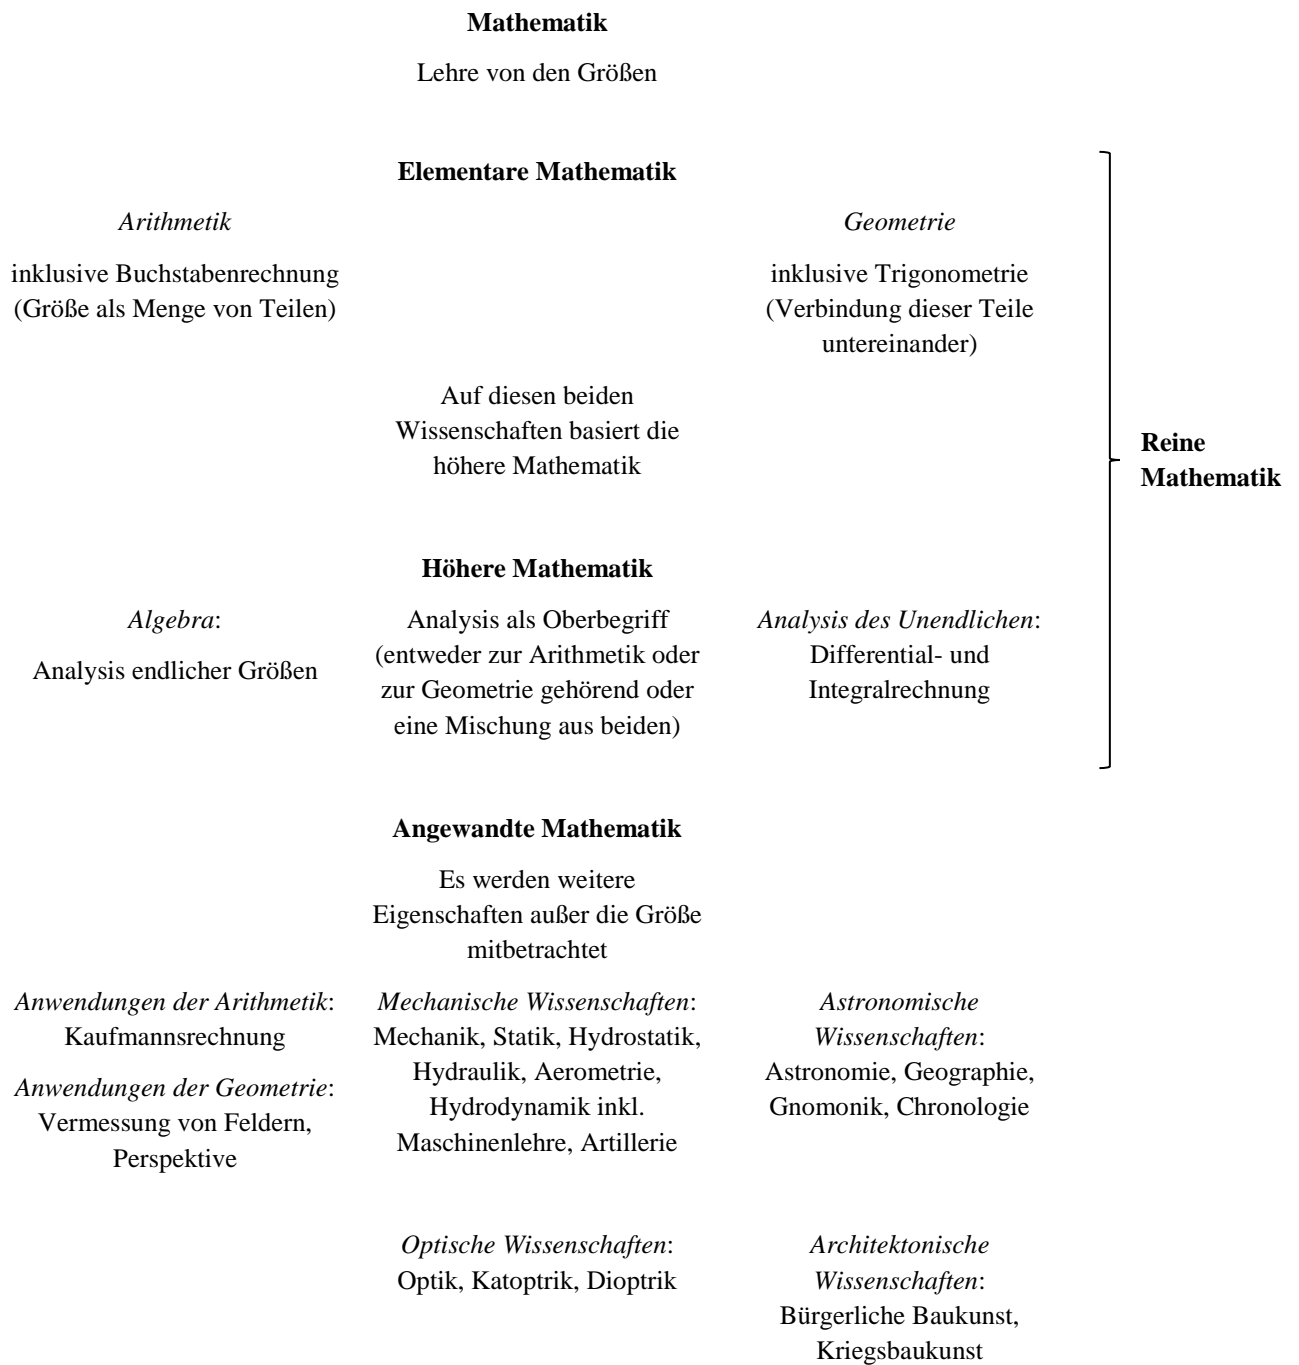 Mathematik
Lehre von den Größen
Elementare Mathematik
Arithmetik
inklusive Buchstabenrechnung
(Größe als Menge von Teilen)
Geometrie
inklusive Trigonometrie
(Verbindung dieser Teile
untereinander)
Auf diesen beiden
Wissenschaften basiert die
höhere Mathematik
Reine
Mathematik
Höhere Mathematik
Algebra:
Analysis endlicher Größen
Analysis als Oberbegriff
(entweder zur Arithmetik oder
zur Geometrie gehörend oder
eine Mischung aus beiden)
Analysis des Unendlichen:
Differential- und
Integralrechnung
Angewandte Mathematik
Es werden weitere
Eigenschaften außer die Größe
mitbetrachtet
Anwendungen der Arithmetik:
Kaufmannsrechnung
Anwendungen der Geometrie:
Vermessung von Feldern,
Perspektive
Mechanische Wissenschaften:
Mechanik, Statik, Hydrostatik,
Hydraulik, Aerometrie,
Hydrodynamik inkl.
Maschinenlehre, Artillerie
Astronomische
Wissenschaften:
Astronomie, Geographie,
Gnomonik, Chronologie
Optische Wissenschaften:
Optik, Katoptrik, Dioptrik
Architektonische
Wissenschaften:
Bürgerliche Baukunst,
Kriegsbaukunst